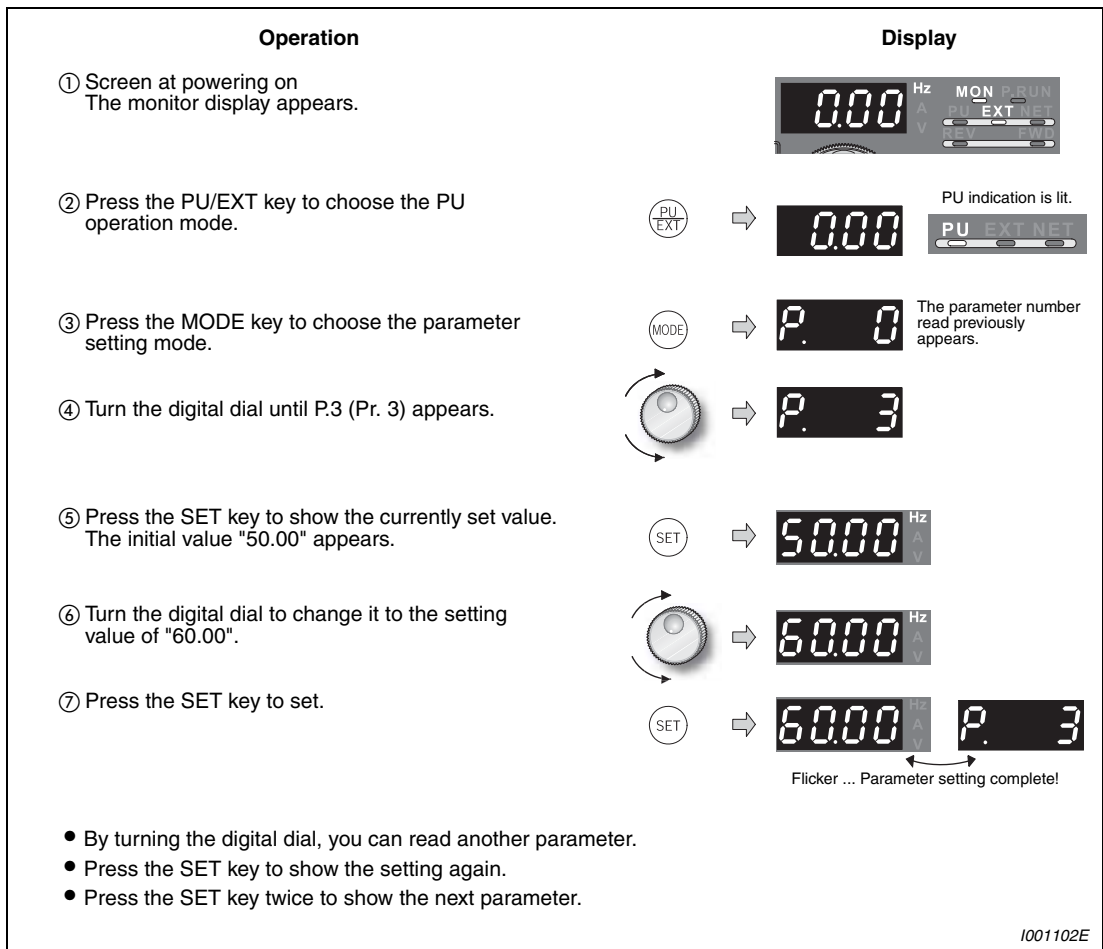 Operation
Display
① Screen at powering on
The monitor display appears.
0.00
Hz
A
V
MON P.RUN
PU EXT NET
REV FWD
② Press the PU/EXT key to choose the PU
operation mode.
PU
EXT
0.00
PU indication is lit.
PU EXT NET
③ Press the MODE key to choose the parameter
setting mode.
MODE
P. 0
The parameter number
read previously
appears.
④ Turn the digital dial until P.3 (Pr. 3) appears.
P. 3
⑤ Press the SET key to show the currently set value.
The initial value "50.00" appears.
SET
50.00
Hz
A
V
⑥ Turn the digital dial to change it to the setting
value of "60.00".
60.00
Hz
A
V
⑦ Press the SET key to set.
SET
60.00
Hz
A
V
P. 3
Flicker ... Parameter setting complete!
• By turning the digital dial, you can read another parameter.
• Press the SET key to show the setting again.
• Press the SET key twice to show the next parameter.
I001102E